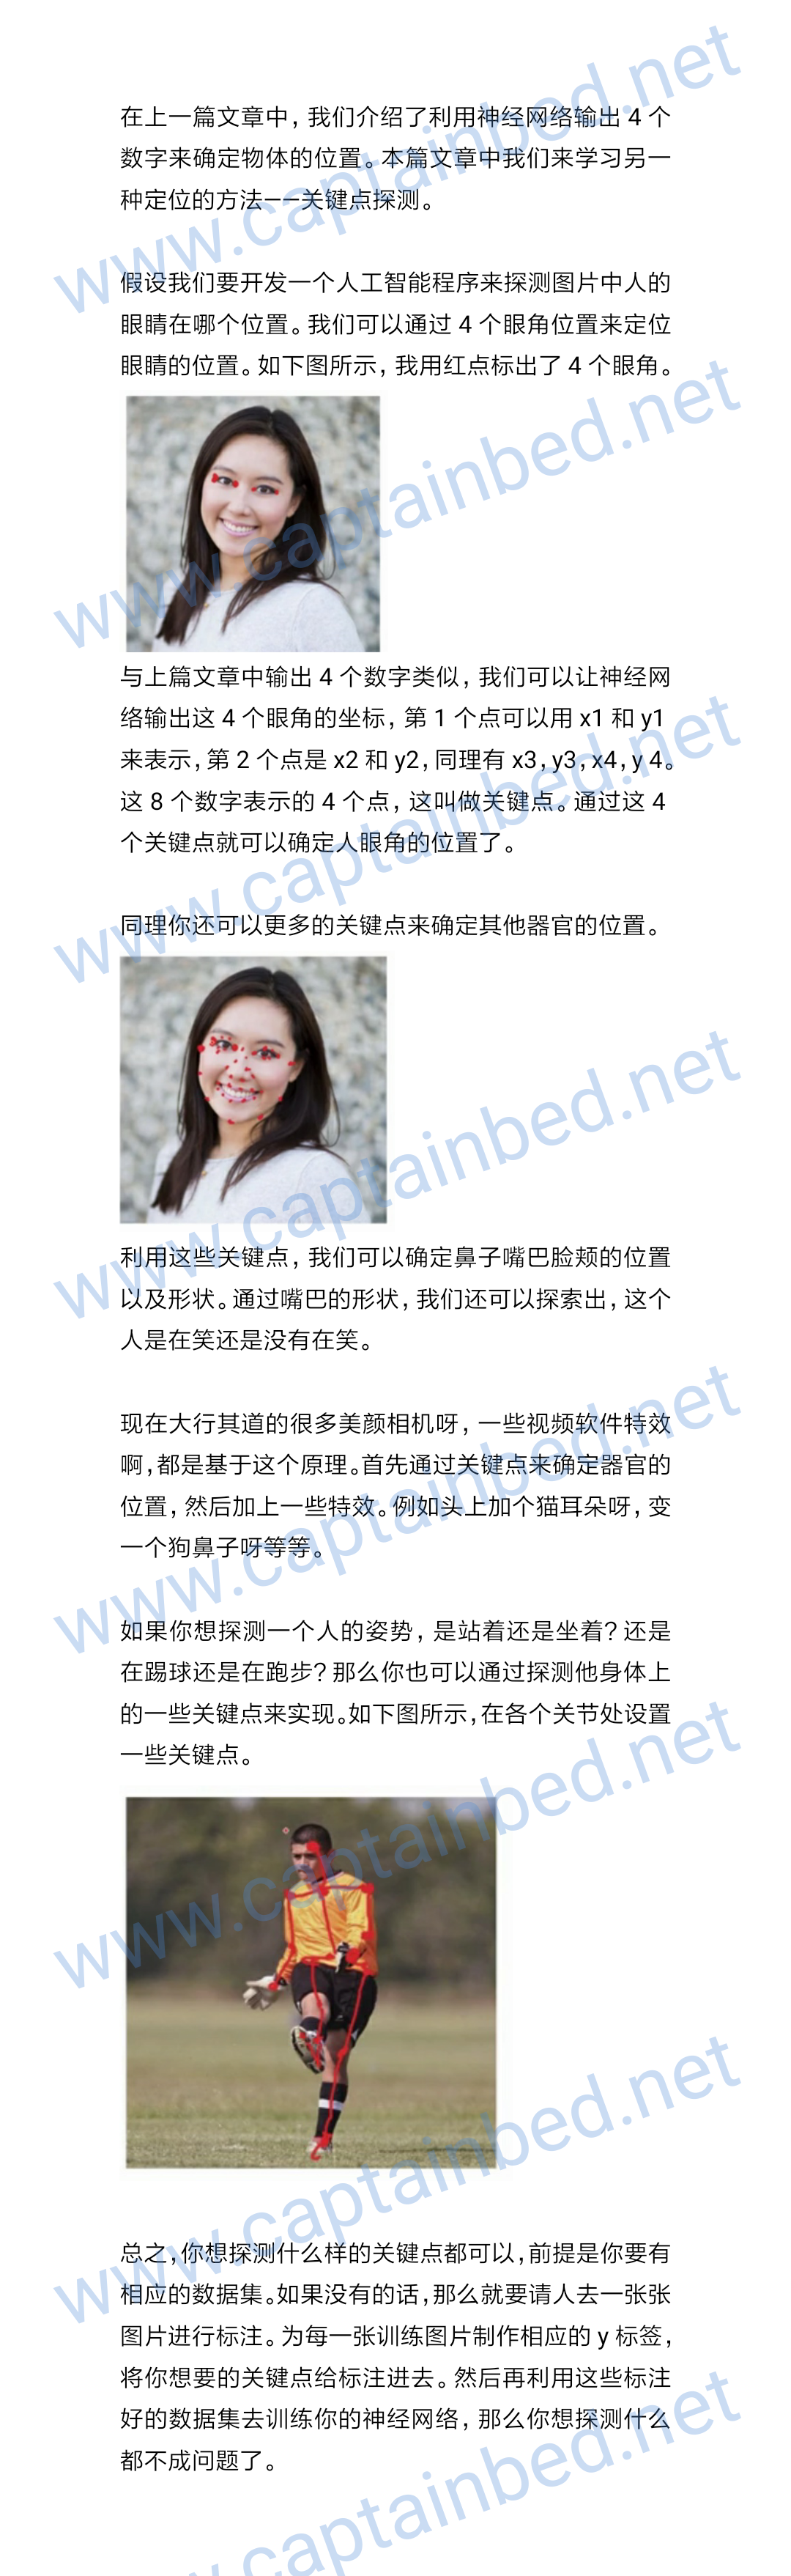 在上一篇文章中，我们介绍了利用神经网络输出 4 个
数字来确定物体的位置。本篇文章中我们来学习另一
种定位的方法——关键点探测。
假设我们要开发一个人工智能程序来探测图片中人的
眼睛在哪个位置。我们可以通过 4 个眼角位置来定位
眼睛的位置。如下图所示，我用红点标出了 4 个眼角。
与上篇文章中输出 4 个数字类似，我们可以让神经网
络输出这 4 个眼角的坐标，第 1 个点可以用 x1 和 y1
来表示，第 2 个点是 x2 和 y2，同理有 x3，y3，x4，y 4。
这 8 个数字表示的 4 个点，这叫做关键点。通过这 4
个关键点就可以确定人眼角的位置了。
同理你还可以更多的关键点来确定其他器官的位置。
利用这些关键点，我们可以确定鼻子嘴巴脸颊的位置
以及形状。通过嘴巴的形状，我们还可以探索出，这个
人是在笑还是没有在笑。
现在大行其道的很多美颜相机呀，一些视频软件特效
啊，都是基于这个原理。首先通过关键点来确定器官的
位置，然后加上一些特效。例如头上加个猫耳朵呀，变
一个狗鼻子呀等等。
如果你想探测一个人的姿势，是站着还是坐着？还是
在踢球还是在跑步？那么你也可以通过探测他身体上
的一些关键点来实现。如下图所示，在各个关节处设置
一些关键点。
总之，你想探测什么样的关键点都可以，前提是你要有
相应的数据集。如果没有的话，那么就要请人去一张张
图片进行标注。为每一张训练图片制作相应的 y 标签，
将你想要的关键点给标注进去。然后再利用这些标注
好的数据集去训练你的神经网络，那么你想探测什么
都不成问题了。
www.captainbed.net
www.captainbed.net
www.captainbed.net
www.captainbed.net
www.captainbed.net
www.captainbed.net
www.captainbed.net
captainbed.net